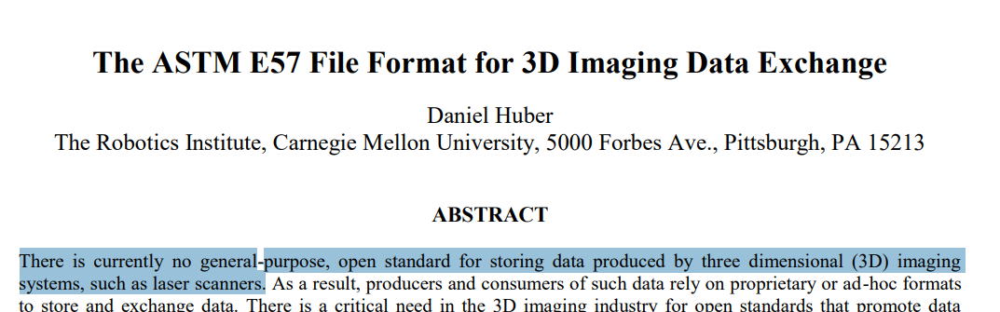 The ASTM E57 File Format for 3D Imaging Data Exchange
Daniel Huber
The Robotics Institute, Carnegie Mellon University, 5000 Forbes Ave., Pittsburgh, PA 15213
ABSTRACT
There is currently no general-purpose, open standard for storing data produced by three dimensional (3D) imaging
systems, such as laser scanners. As a result, producers and consumers of such data rely on proprietary or ad-hoc formats
to store and exchange data. There is a critical need in the 3D imaging industry for open standards that promote data